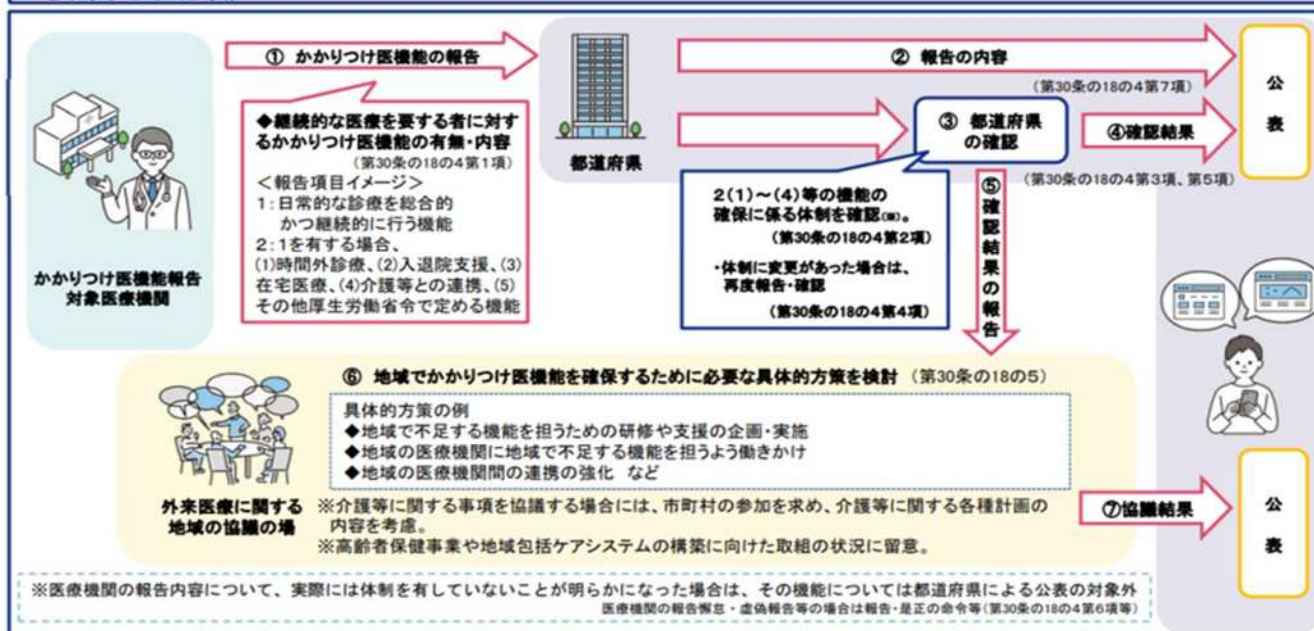 ① かかりつけ医機能の報告
② 報告の内容
(第30条の18の4第7項)
公
表
◆継続的な医療を要する者に対す
るかかりつけ医機能の有無・内容
(第30条の18の4第1項)
<報告項目イメージ>
1:日常的な診療を総合的
かつ継続的に行う機能
2:1を有する場合、
(1)時間外診療、(2)入退院支援、(3)
在宅医療、(4)介護等との連携、(5)
その他厚生労働省令で定める機能
かかりつけ医機能報告
対象医療機関
都道府県
③ 都道府県
の確認
④確認結果
(第30条の18の4第3項、第5項)
2(1)~(4)等の機能の
確保に係る体制を確認。
(第30条の18の4第2項)
・体制に変更があった場合は、
再度報告・確認
(第30条の18の4第4項)
⑤確認結果の報告
⑥ 地域でかかりつけ医機能を確保するために必要な具体的方策を検討 (第30条の18の5)
具体的方策の例
◆地域で不足する機能を担うための研修や支援の企画・実施
◆地域の医療機関に地域で不足する機能を担うよう働きかけ
◆地域の医療機関間の連携の強化 など
外来医療に関する
地域の協議の場
※介護等に関する事項を協議する場合には、市町村の参加を求め、介護等に関する各種計画の
内容を考慮。
※高齢者保健事業や地域包括ケアシステムの構築に向けた取組の状況に留意。
⑦協議結果
公
表
※医療機関の報告内容について、実際には体制を有していないことが明らかになった場合は、その機能については都道府県による公表の対象外
医療機関の報告懈怠・虚偽報告等の場合は報告・是正の命令等(第30条の18の4第6項等)